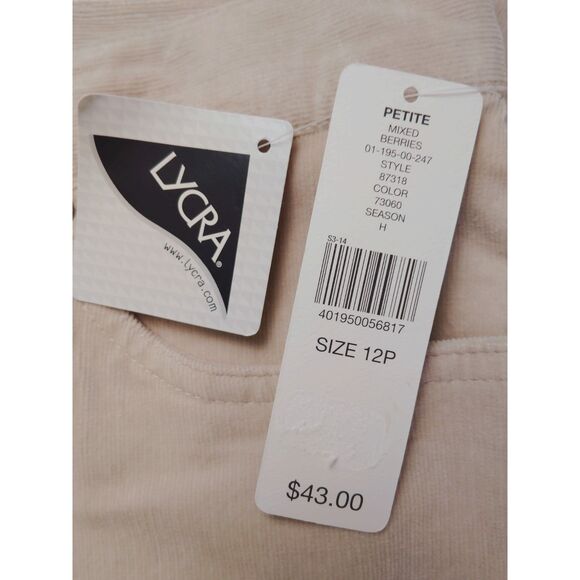 LYCRA®
www.lycra.com
PETITE
MIXED
BERRIES
01-195-00-247
STYLE
87318
COLOR
73060
SEASON
H
S3-14
401950056817
SIZE 12P
$43.00